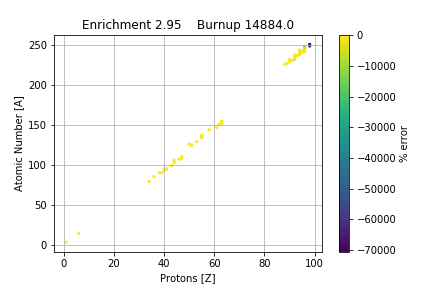 Enrichment 2.95    Burnup 14884.0
Atomic Number [A]
250
200
150
100
50
0
0 20 40 60 80 100
Protons [Z]
0
−10000
−20000
−30000
−40000
−50000
−60000
−70000
% error